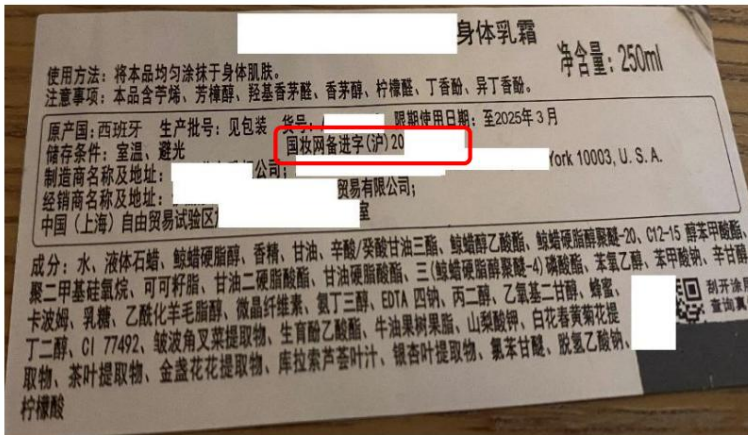 身体乳霜
净含量：250ml
使用方法：将本品均匀涂抹于身体肌肤。
注意事项：本品含苧烯、芳樟醇、羟基香茅醛、香茅醇、柠檬醛、丁香酚、异丁香酚。
原产国：西班牙 生产批号：见包装 货号： 限期使用日期：至2025年3月
储存条件：室温、避光 国妆网备进字(沪)20
制造商名称及地址： 公司； York 10003, U. S. A.
经销商名称及地址： 贸易有限公司；
中国（上海）自由贸易试验区 室
成分：水、液体石蜡、鲸蜡硬脂醇、香精、甘油、辛酸/癸酸甘油三酯、鲸蜡醇乙酸酯、鲸蜡硬脂醇聚醚-20、C12-15 醇苯甲酸酯、
聚二甲基硅氧烷、可可籽脂、甘油二硬脂酸酯、甘油硬脂酸酯、三(鲸蜡硬脂醇聚醚-4)磷酸酯、苯氧乙醇、苯甲酸钠、辛甘醇
卡波姆、乳糖、乙酰化羊毛脂醇、微晶纤维素、氨丁三醇、EDTA 四钠、丙二醇、乙氧基二甘醇、蜂蜜、
丁二醇、CI 77492、皱波角叉菜提取物、生育酚乙酸酯、牛油果树果脂、山梨酸钾、白花春黄菊花提
取物、茶叶提取物、金盏花花提取物、库拉索芦荟叶汁、银杏叶提取物、氯苯甘醚、脱氢乙酸钠、
柠檬酸
刮开涂层
查询真